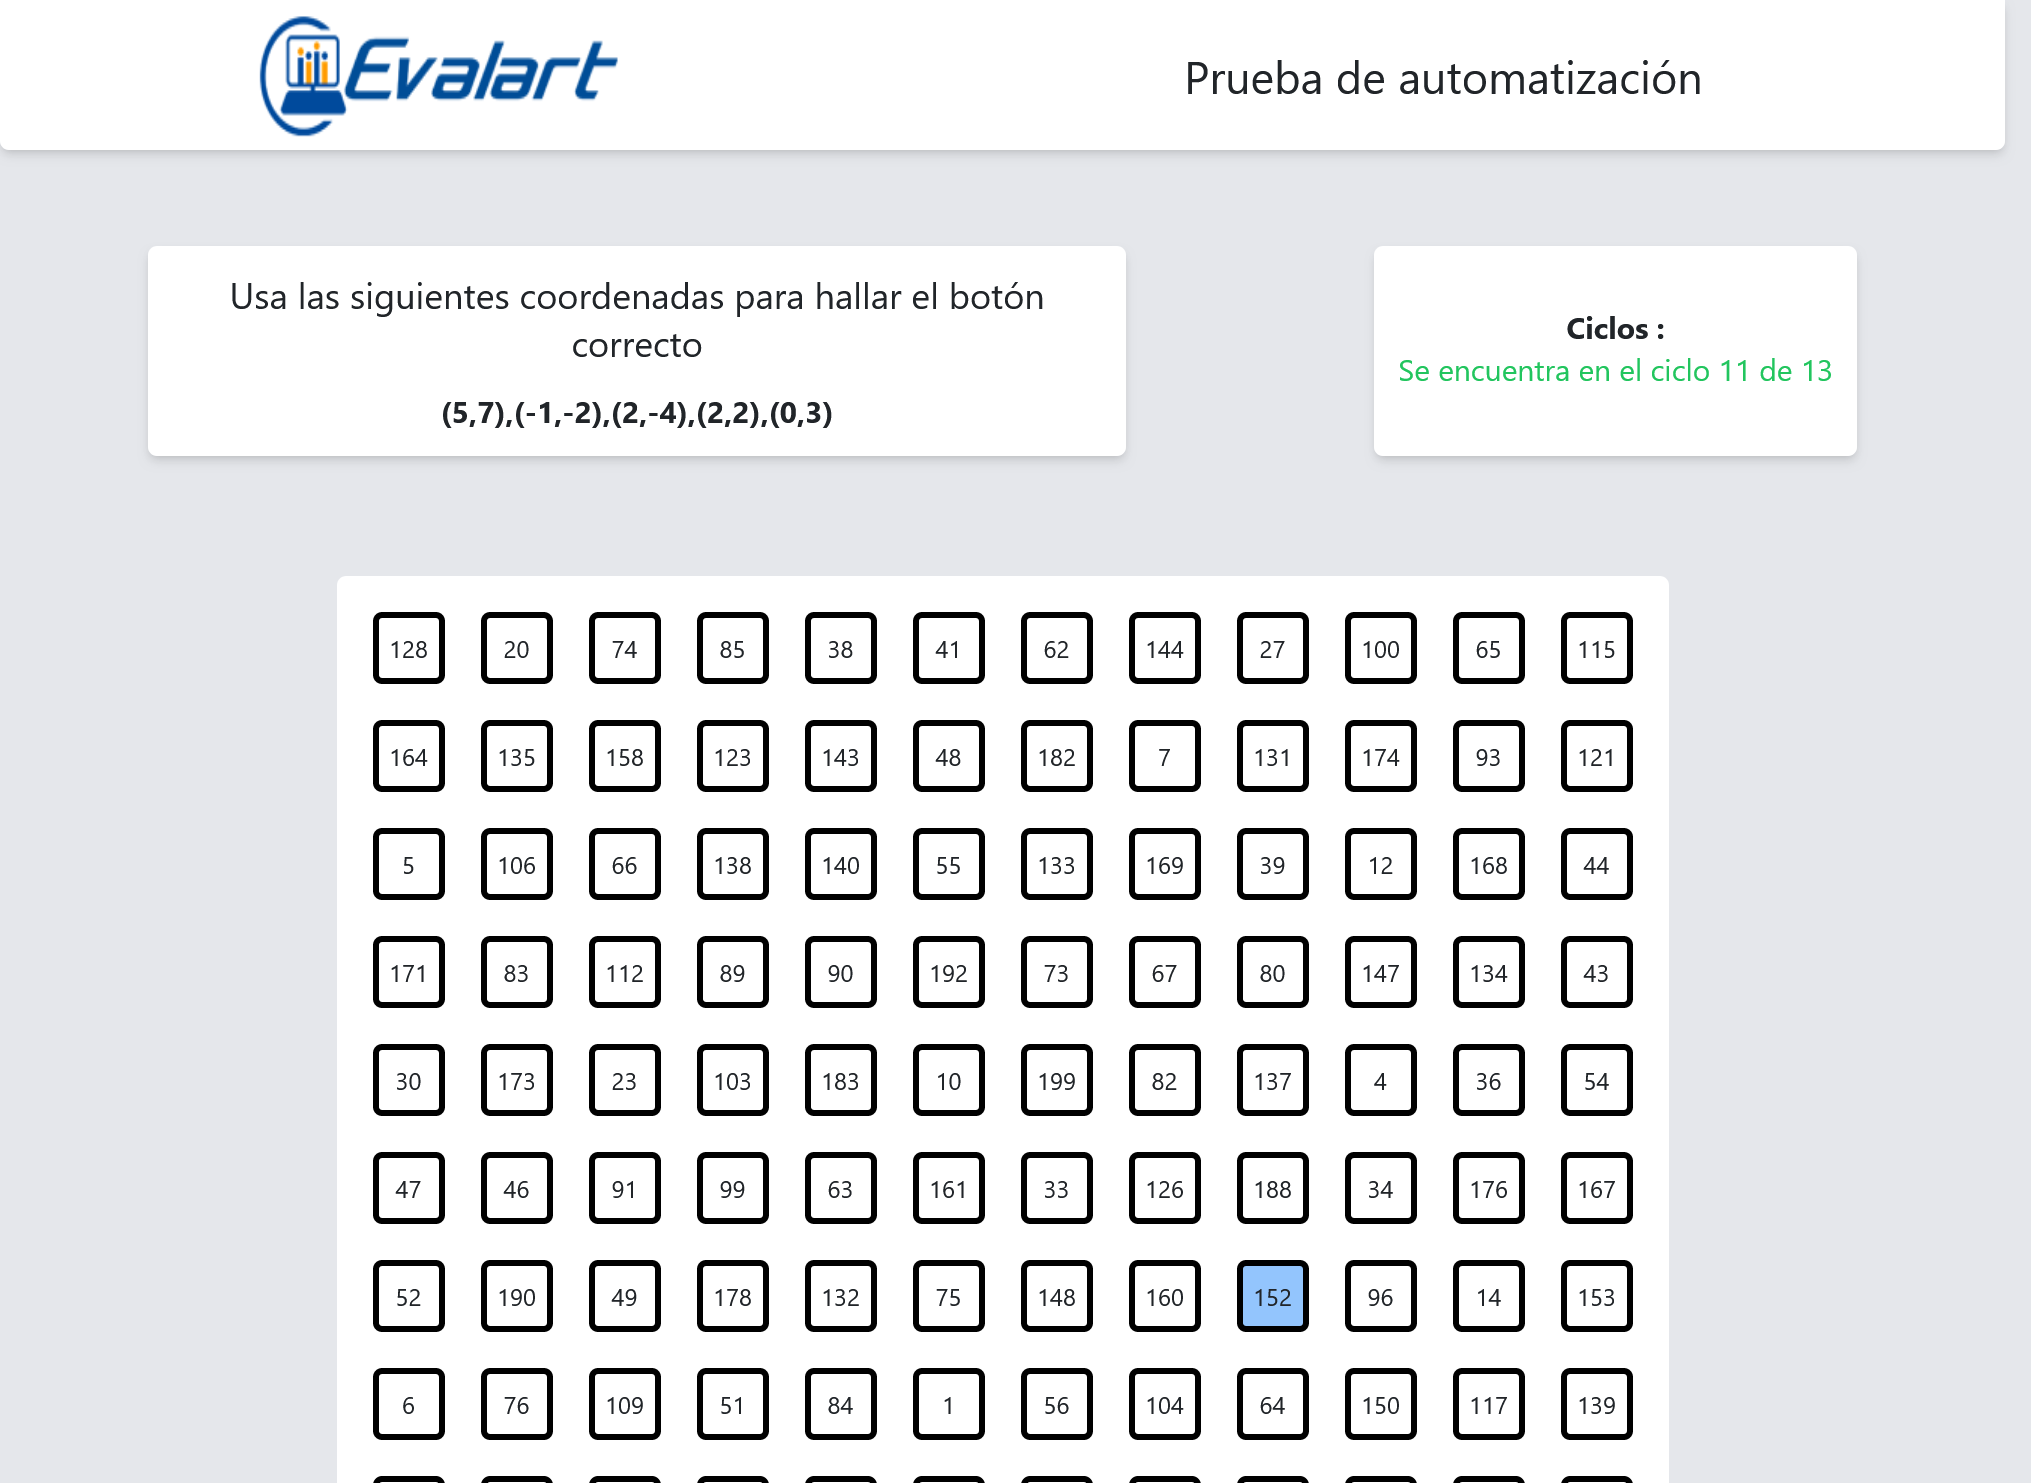 Evalart
Prueba de automatización
Usa las siguientes coordenadas para hallar el botón
correcto
(5,7),(-1,-2),(2,-4),(2,2),(0,3)
Ciclos :
Se encuentra en el ciclo 11 de 13
128 20 74 85 38 41 62 144 27 100 65 115
164 135 158 123 143 48 182 7 131 174 93 121
5 106 66 138 140 55 133 169 39 12 168 44
171 83 112 89 90 192 73 67 80 147 134 43
30 173 23 103 183 10 199 82 137 4 36 54
47 46 91 99 63 161 33 126 188 34 176 167
52 190 49 178 132 75 148 160 152 96 14 153
6 76 109 51 84 1 56 104 64 150 117 139